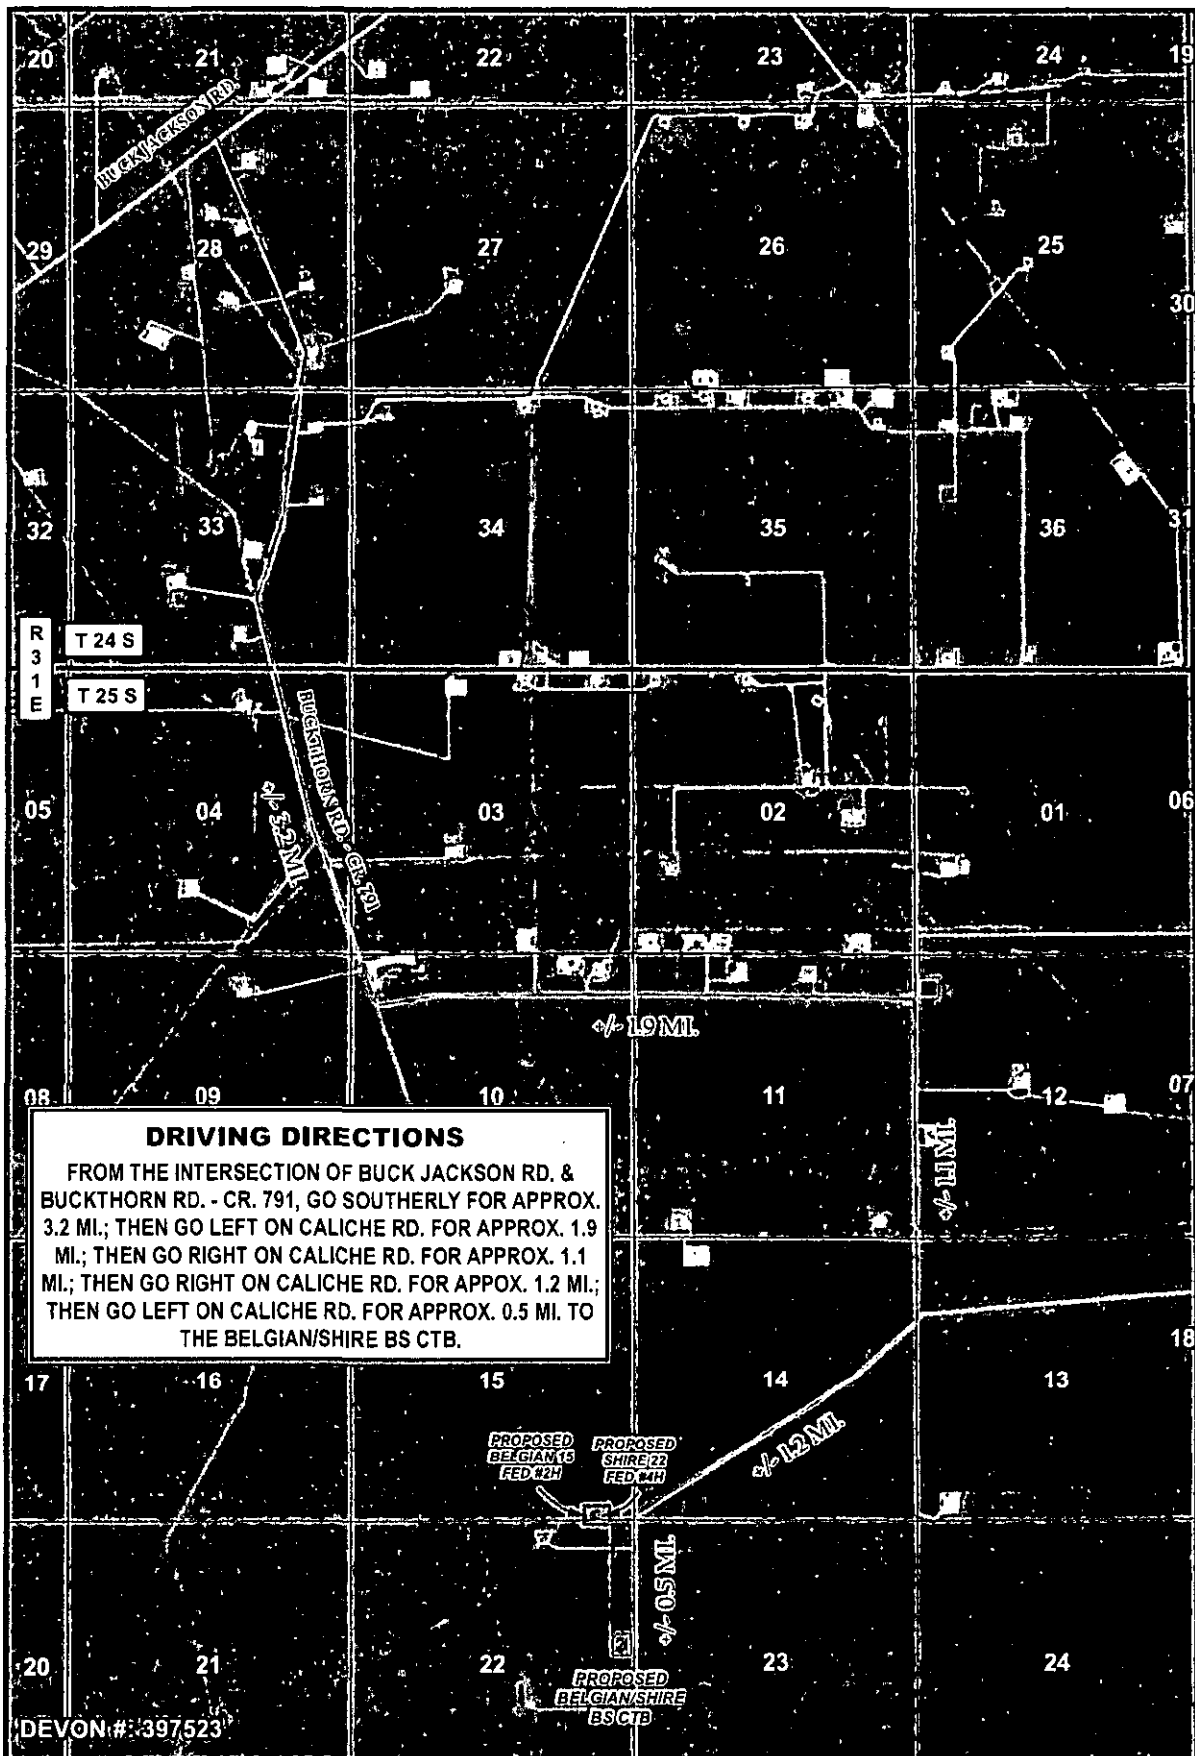 20 21 22 23 24 19
BUCK JACKSON RD.
29 28 27 26 25
30
32 33 34 35 36 31
R
3
1
E
T 24 S
T 25 S
BUCKTHORN RD. - CR. 791
+/- 3.2 MI.
05 04 03 02 01 06
+/- 1.9 MI.
08 09 10 11 12 07
+/- 1.1 MI.
DRIVING DIRECTIONS
FROM THE INTERSECTION OF BUCK JACKSON RD. &
BUCKTHORN RD. - CR. 791, GO SOUTHERLY FOR APPROX.
3.2 MI.; THEN GO LEFT ON CALICHE RD. FOR APPROX. 1.9
MI.; THEN GO RIGHT ON CALICHE RD. FOR APPROX. 1.1
MI.; THEN GO RIGHT ON CALICHE RD. FOR APPOX. 1.2 MI.;
THEN GO LEFT ON CALICHE RD. FOR APPROX. 0.5 MI. TO
THE BELGIAN/SHIRE BS CTB.
17 16 15 14 13 18
+/- 1.2 MI.
PROPOSED
BELGIAN 15
FED #2H
PROPOSED
SHIRE 22
FED #4H
+/- 0.5 MI.
20 21 22 23 24
PROPOSED
BELGIAN/SHIRE
BS CTB
DEVON #: 397523